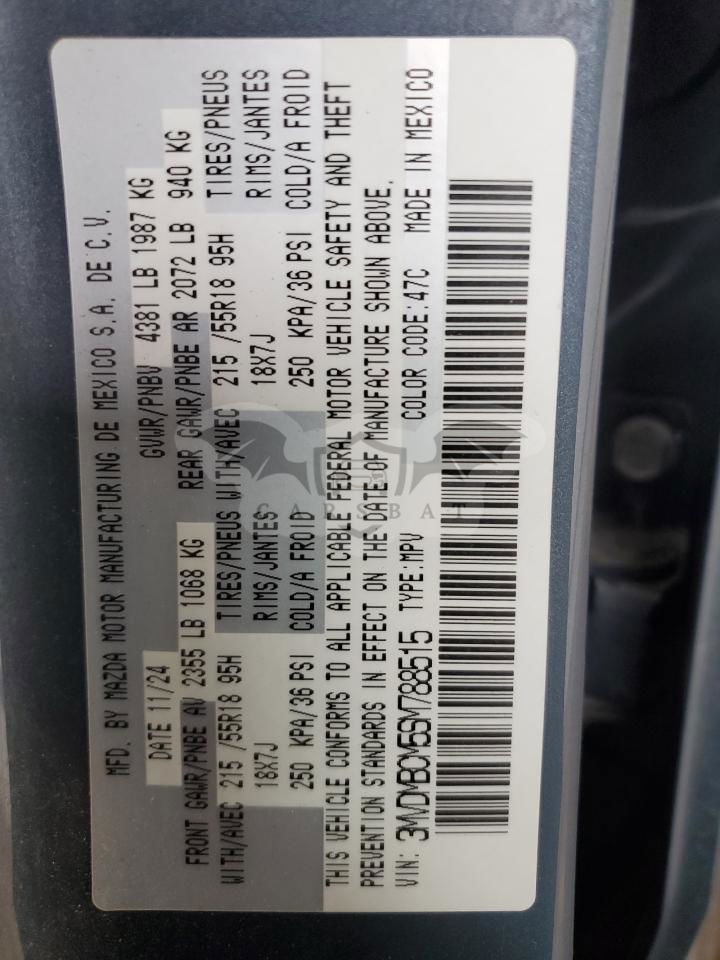 MFD. BY MAZDA MOTOR MANUFACTURING DE MEXICO S.A. DE C.V.
DATE 11/24 GVWR/PNBV 4381 LB 1987 KG
FRONT GAWR/PNBE AV 2355 LB 1068 KG REAR GAWR/PNBE AR 2072 LB 940 KG
WITH/AVEC 215 /55R18 95H TIRES/PNEUS WITH/AVEC 215 /55R18 95H TIRES/PNEUS
18X7J RIMS/JANTES 18X7J RIMS/JANTES
250 KPA/36 PSI COLD/A FROID 250 KPA/36 PSI COLD/A FROID
THIS VEHICLE CONFORMS TO ALL APPLICABLE FEDERAL MOTOR VEHICLE SAFETY AND THEFT
PREVENTION STANDARDS IN EFFECT ON THE DATE OF MANUFACTURE SHOWN ABOVE.
VIN: 3MVDMBCM5SM788515 TYPE:MPV COLOR CODE:47C MADE IN MEXICO
CARSBAT